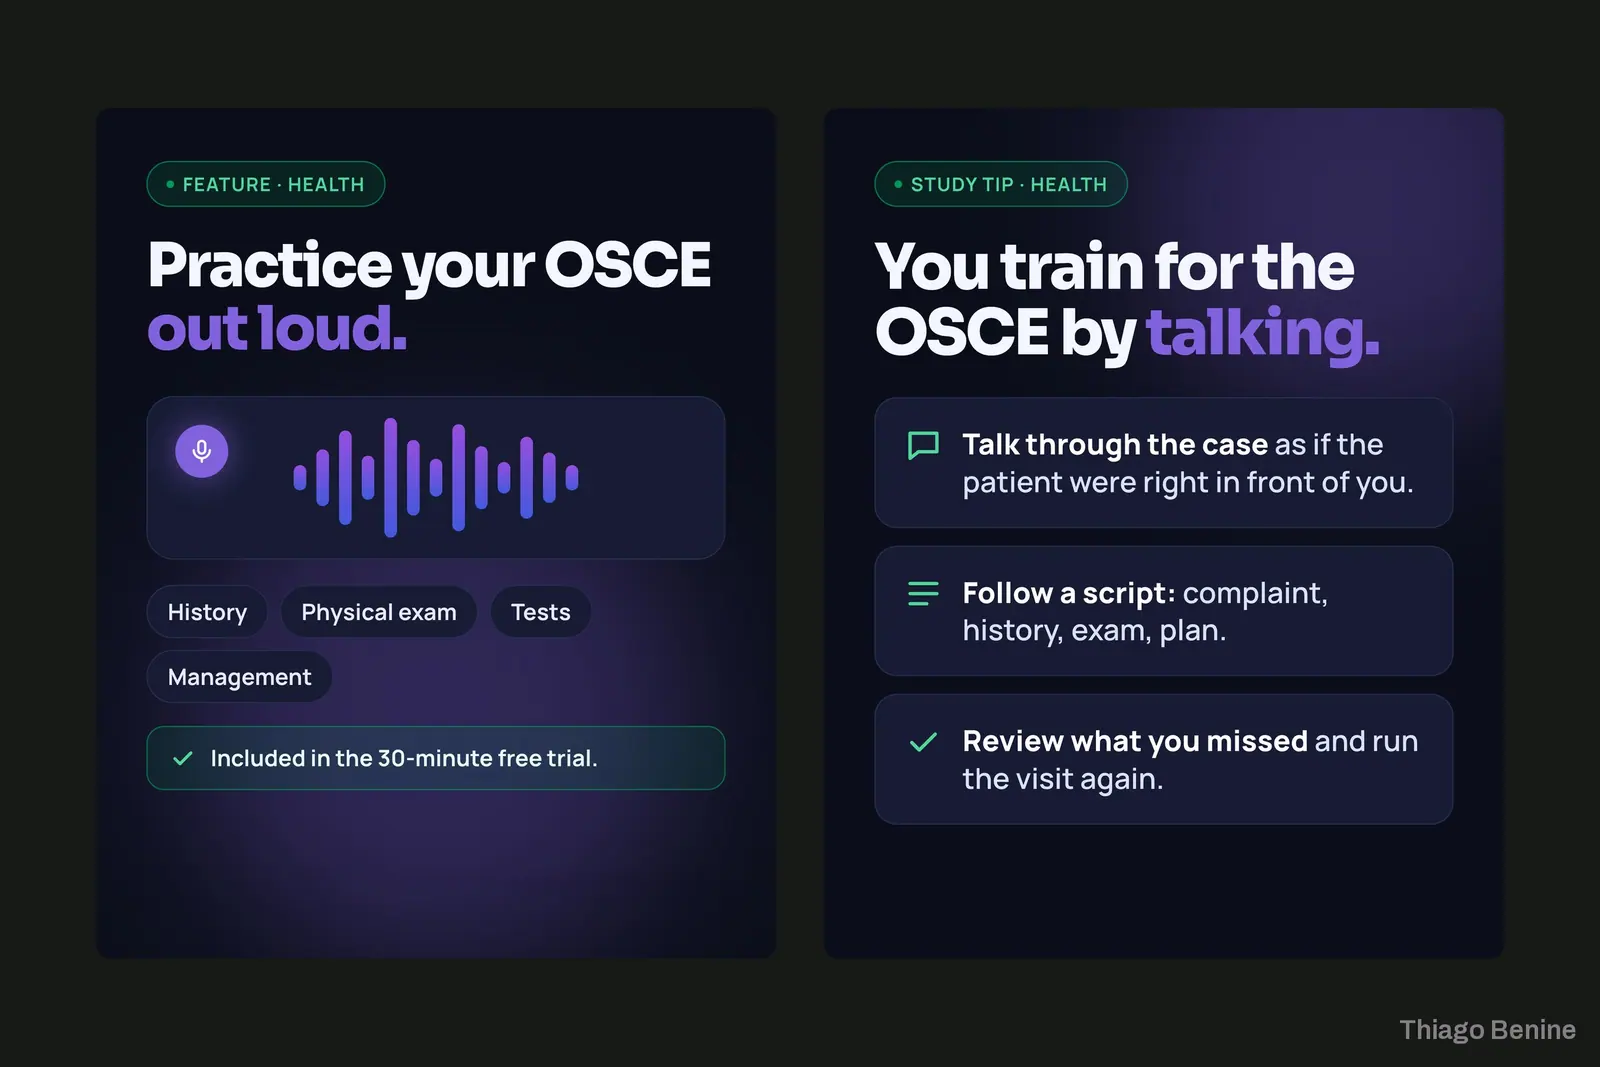 FEATURE · HEALTH
Practice your OSCE
out loud.
History
Physical exam
Tests
Management
Included in the 30-minute free trial.
STUDY TIP · HEALTH
You train for the
OSCE by talking.
Talk through the case as if the
patient were right in front of you.
Follow a script: complaint,
history, exam, plan.
Review what you missed and run
the visit again.
Thiago Benine